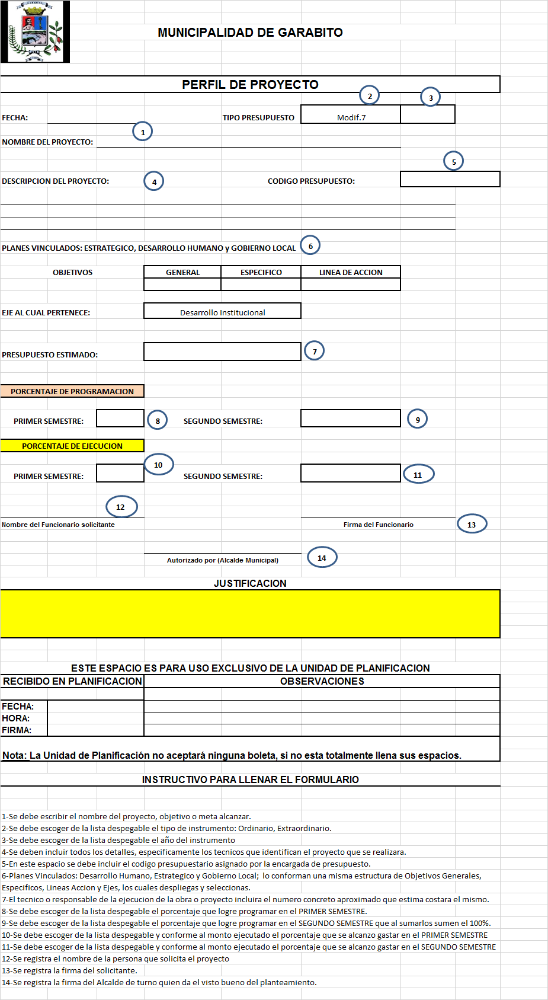 GARABITO
MUNICIPALIDAD DE GARABITO
PERFIL DE PROYECTO
2
3
FECHA:
TIPO PRESUPUESTO
Modif.7
1
NOMBRE DEL PROYECTO:
5
DESCRIPCION DEL PROYECTO:
4
CODIGO PRESUPUESTO:
PLANES VINCULADOS: ESTRATEGICO, DESARROLLO HUMANO y GOBIERNO LOCAL
6
OBJETIVOS
GENERAL
ESPECIFICO
LINEA DE ACCION
EJE AL CUAL PERTENECE:
Desarrollo Institucional
PRESUPUESTO ESTIMADO:
7
PORCENTAJE DE PROGRAMACION
PRIMER SEMESTRE:
8
SEGUNDO SEMESTRE:
9
PORCENTAJE DE EJECUCION
10
PRIMER SEMESTRE:
SEGUNDO SEMESTRE:
11
12
Nombre del Funcionario solicitante
Firma del Funcionario
13
Autorizado por (Alcalde Municipal)
14
JUSTIFICACION
ESTE ESPACIO ES PARA USO EXCLUSIVO DE LA UNIDAD DE PLANIFICACION
RECIBIDO EN PLANIFICACION
OBSERVACIONES
FECHA:
HORA:
FIRMA:
Nota: La Unidad de Planificación no aceptará ninguna boleta, si no esta totalmente llena sus espacios.
INSTRUCTIVO PARA LLENAR EL FORMULARIO
1-Se debe escribir el nombre del proyecto, objetivo o meta alcanzar.
2-Se debe escoger de la lista despegable el tipo de instrumento: Ordinario, Extraordinario.
3-Se debe escoger de la lista despegable el año del instrumento
4-Se deben incluir todos los detalles, especificamente los tecnicos que identifican el proyecto que se realizara.
5-En este espacio se debe incluir el codigo presupuestario asignado por la encargada de presupuesto.
6-Planes Vinculados: Desarrollo Humano, Estrategico y Gobierno Local; lo conforman una misma estructura de Objetivos Generales,
Especificos, Lineas Accion y Ejes, los cuales despliegas y seleccionas.
7-El tecnico o responsable de la ejecucion de la obra o proyecto incluira el numero concreto aproximado que estima costara el mismo.
8-Se debe escoger de la lista despegable el porcentaje que logre programar en el PRIMER SEMESTRE.
9-Se debe escoger de la lista despegable el porcentaje que logre programar en el SEGUNDO SEMESTRE que al sumarlos sumen el 100%.
10-Se debe escoger de la lista despegable y conforme al monto ejecutado el porcentaje que se alcanzo gastar en el PRIMER SEMESTRE
11-Se debe escoger de la lista despegable y conforme al monto ejecutado el porcentaje que se alcanzo gastar en el SEGUNDO SEMESTRE
12-Se registra el nombre de la persona que solicita el proyecto
13-Se registra la firma del solicitante.
14-Se registra la firma del Alcalde de turno quien da el visto bueno del planteamiento.